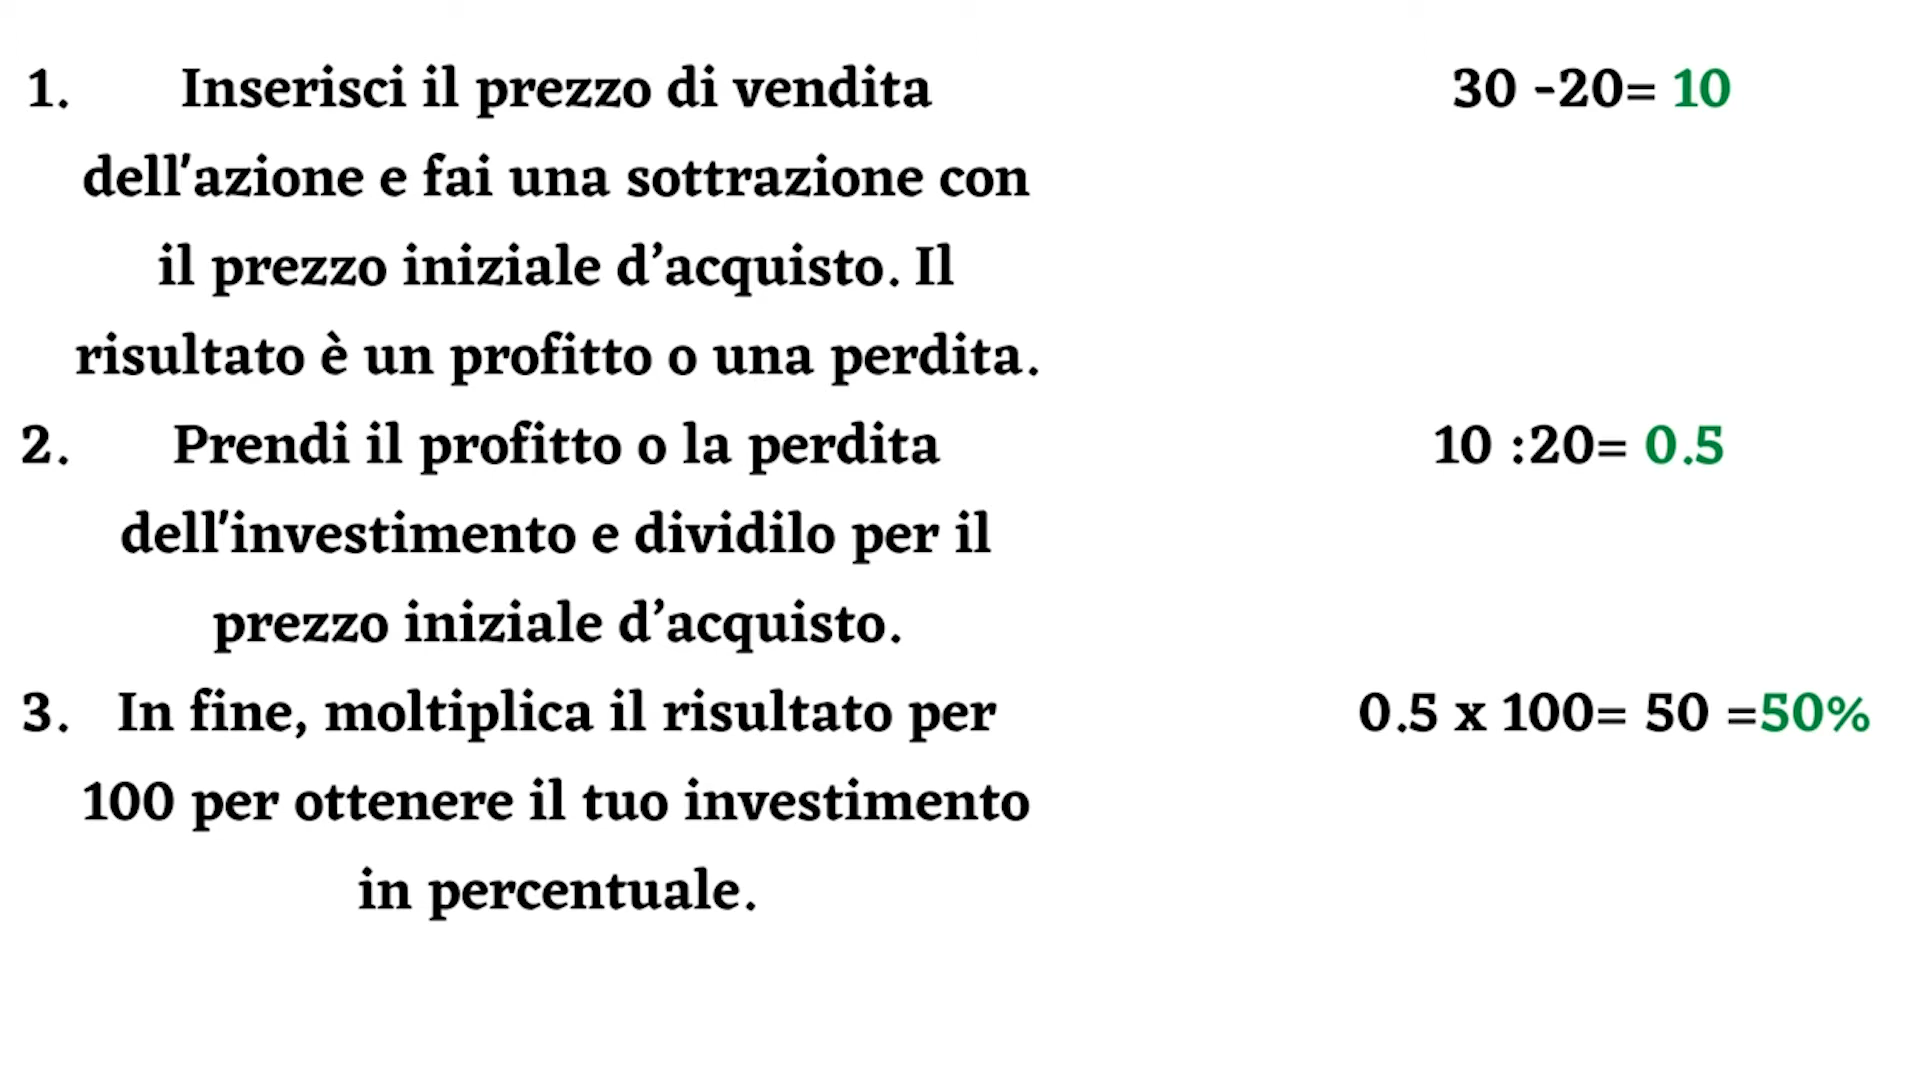 1. Inserisci il prezzo di vendita
dell'azione e fai una sottrazione con
il prezzo iniziale d’acquisto. Il
risultato è un profitto o una perdita.
30 -20= 10
2. Prendi il profitto o la perdita
dell'investimento e dividilo per il
prezzo iniziale d’acquisto.
10 :20= 0.5
3. In fine, moltiplica il risultato per
100 per ottenere il tuo investimento
in percentuale.
0.5 x 100= 50 =50%